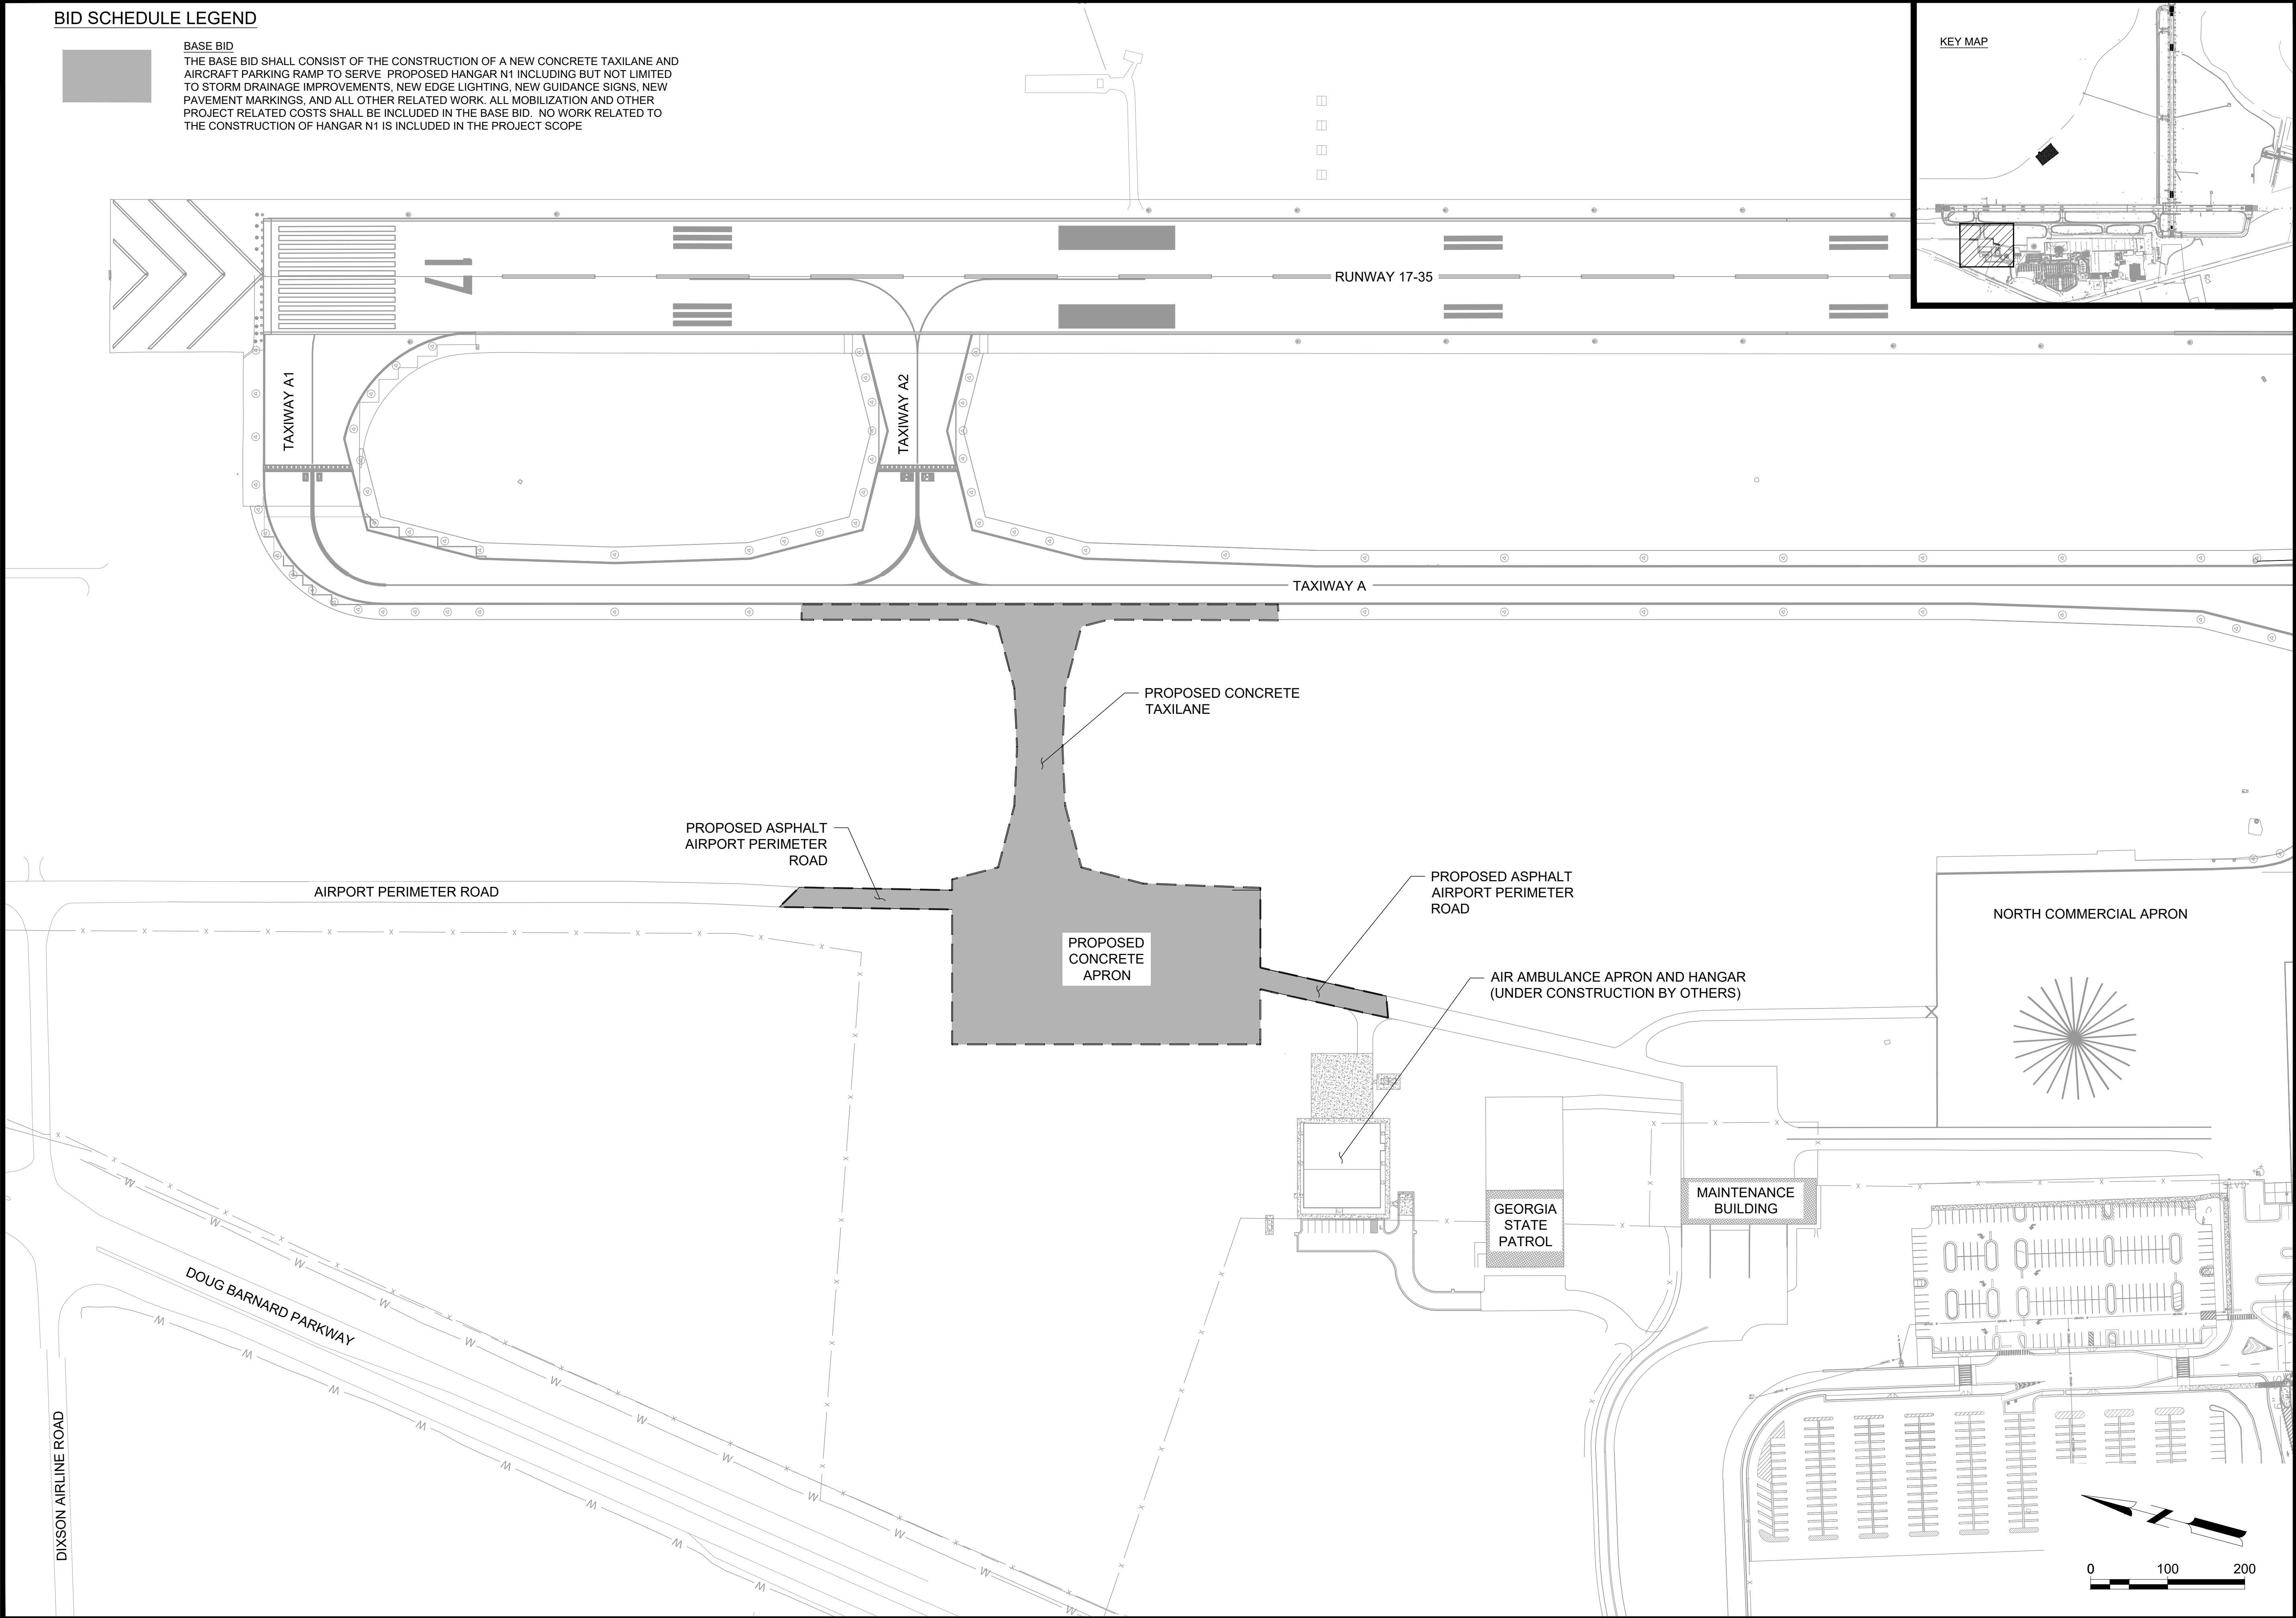 BID SCHEDULE LEGEND
BASE BID
THE BASE BID SHALL CONSIST OF THE CONSTRUCTION OF A NEW CONCRETE TAXILANE AND
AIRCRAFT PARKING RAMP TO SERVE PROPOSED HANGAR N1 INCLUDING BUT NOT LIMITED
TO STORM DRAINAGE IMPROVEMENTS, NEW EDGE LIGHTING, NEW GUIDANCE SIGNS, NEW
PAVEMENT MARKINGS, AND ALL OTHER RELATED WORK. ALL MOBILIZATION AND OTHER
PROJECT RELATED COSTS SHALL BE INCLUDED IN THE BASE BID. NO WORK RELATED TO
THE CONSTRUCTION OF HANGAR N1 IS INCLUDED IN THE PROJECT SCOPE
KEY MAP
17
RUNWAY 17-35
TAXIWAY A1
TAXIWAY A2
TAXIWAY A
PROPOSED CONCRETE
TAXILANE
PROPOSED ASPHALT
AIRPORT PERIMETER
ROAD
AIRPORT PERIMETER ROAD
PROPOSED ASPHALT
AIRPORT PERIMETER
ROAD
NORTH COMMERCIAL APRON
PROPOSED
CONCRETE
APRON
AIR AMBULANCE APRON AND HANGAR
(UNDER CONSTRUCTION BY OTHERS)
GEORGIA
STATE
PATROL
MAINTENANCE
BUILDING
DOUG BARNARD PARKWAY
DIXSON AIRLINE ROAD
0 100 200